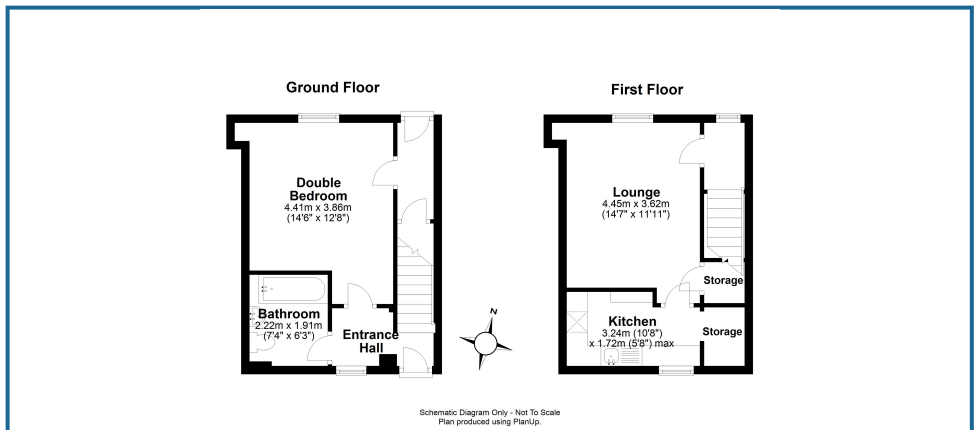 Ground Floor
First Floor
Double
Bedroom
4.41m x 3.86m
(14'6" x 12'8")
Lounge
4.45m x 3.62m
(14'7" x 11'11")
Storage
Bathroom
2.22m x 1.91m
(7'4" x 6'3")
Entrance
Hall
N
Kitchen
3.24m (10'8")
x 1.72m (5'8") max
Storage
Schematic Diagram Only - Not To Scale
Plan produced using PlanUp.